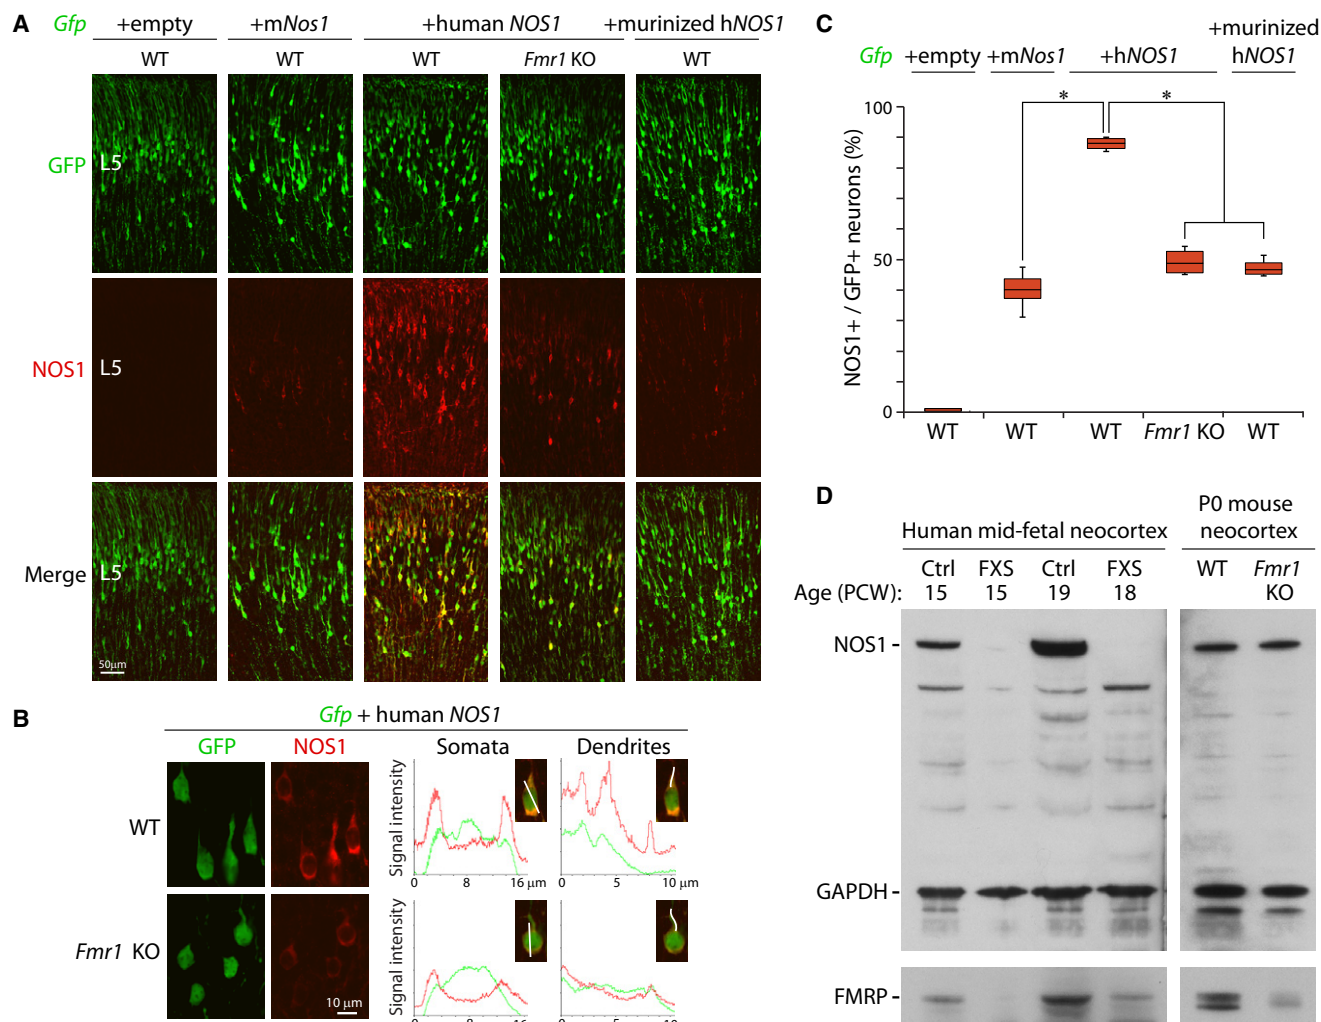 A
Gfp +empty +mNos1 +human NOS1 +murinized hNOS1
WT WT WT Fmr1 KO WT
GFP L5
NOS1 L5
Merge L5
50µm
B
Gfp + human NOS1
GFP NOS1 Somata Dendrites
WT
Signal intensity
0 8 16 µm 0 5 10 µm
Fmr1 KO
Signal intensity
10 µm
C
+murinized
Gfp +empty +mNos1 +hNOS1 hNOS1
* *
NOS1+ / GFP+ neurons (%)
100
50
0
WT WT WT Fmr1 KO WT
D
Human mid-fetal neocortex
P0 mouse
neocortex
Ctrl FXS Ctrl FXS WT Fmr1
KO
Age (PCW): 15 15 19 18
NOS1
GAPDH
FMRP